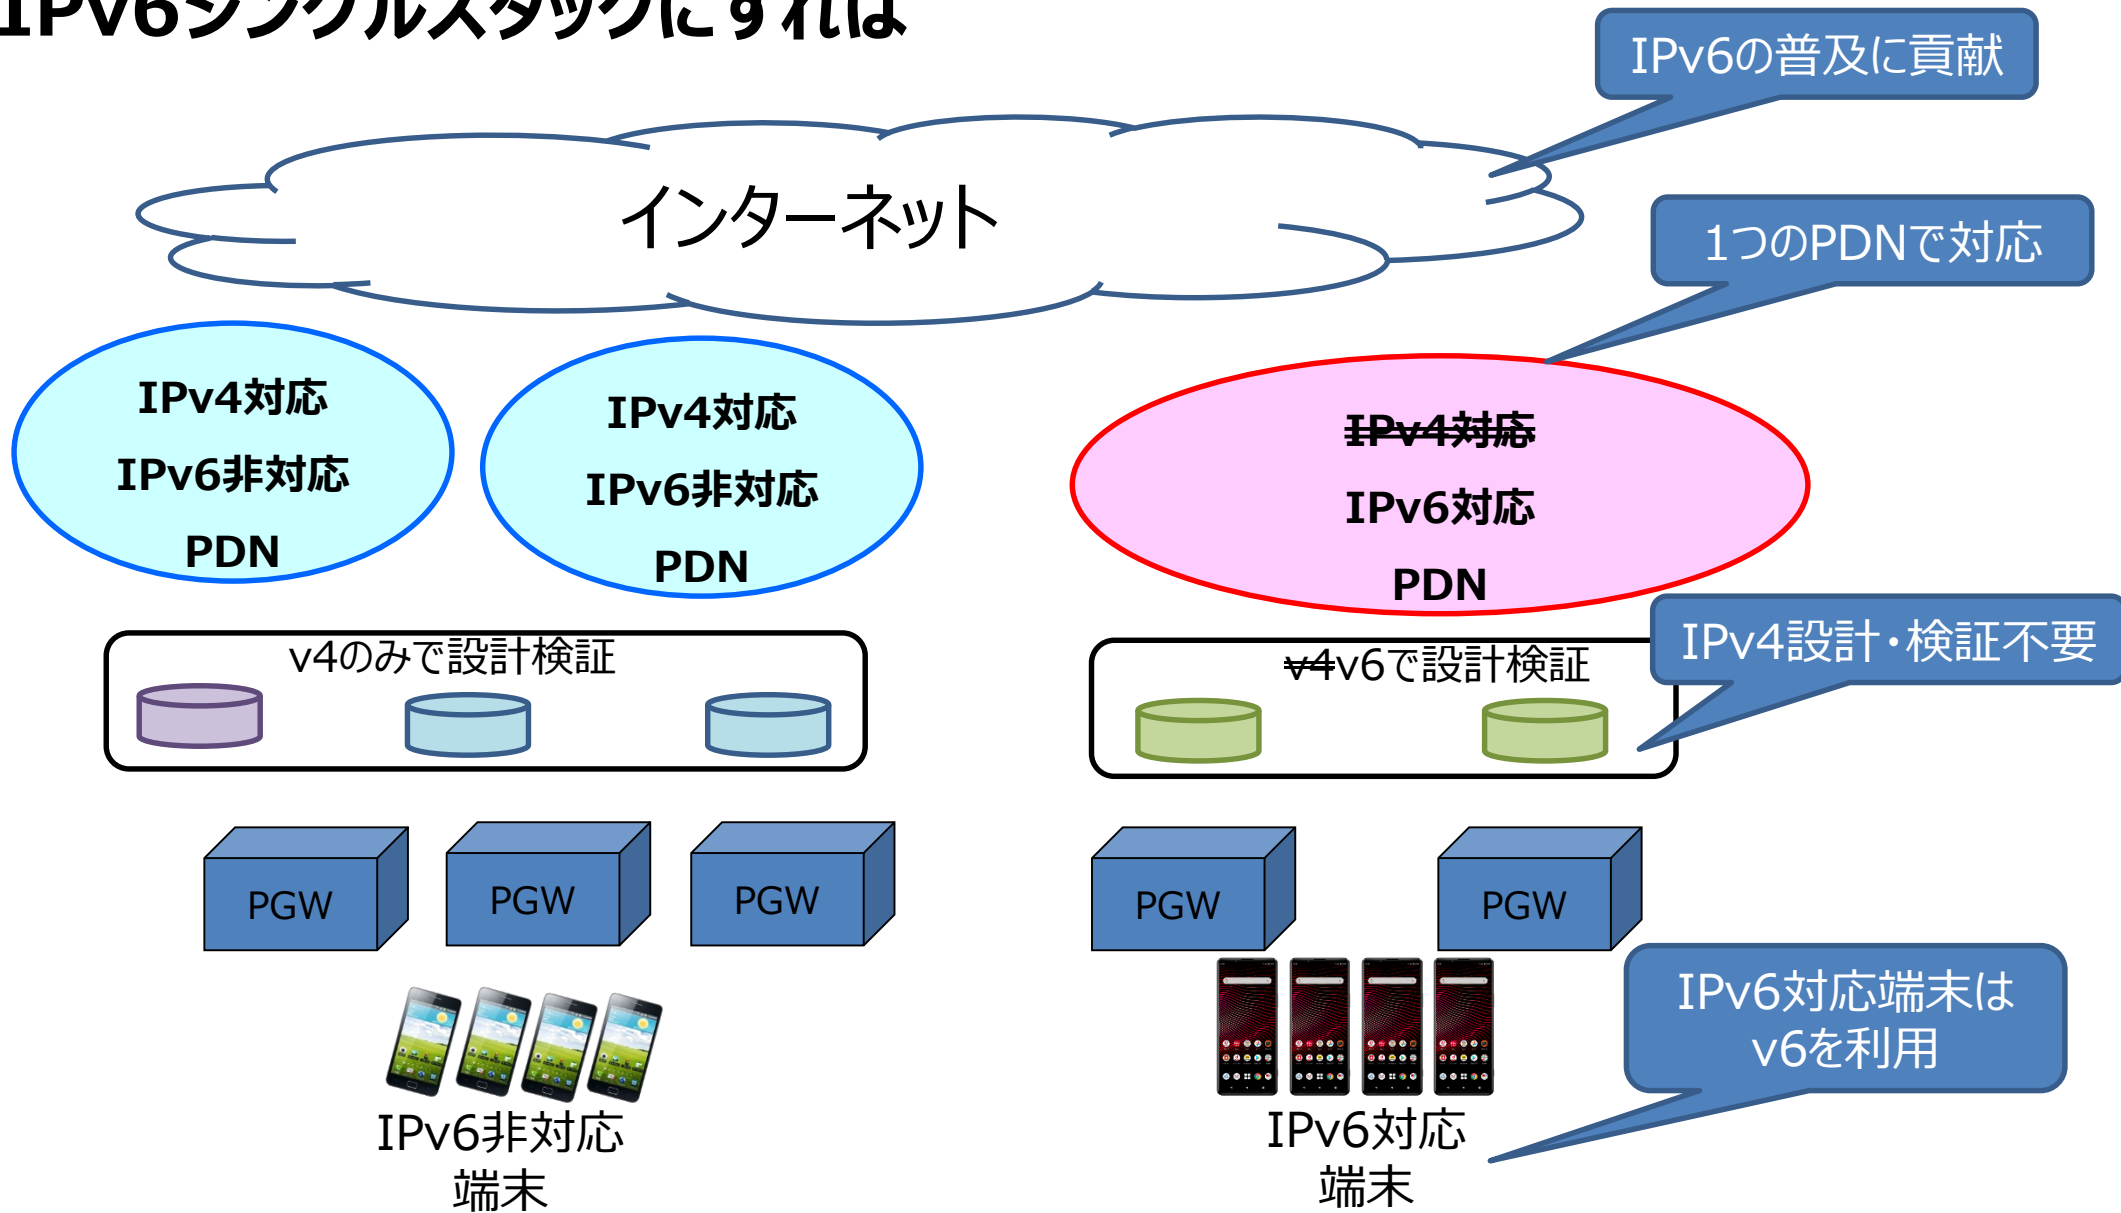 IPv6シングルスタックにすれば
IPv6の普及に貢献
インターネット
1つのPDNで対応
IPv4対応
IPv6非対応
PDN
IPv4対応
IPv6非対応
PDN
IPv4対応
IPv6対応
PDN
v4のみで設計検証
v4v6で設計検証
IPv4設計・検証不要
PGW
PGW
PGW
PGW
PGW
IPv6対応端末は
v6を利用
IPv6非対応
端末
IPv6対応
端末